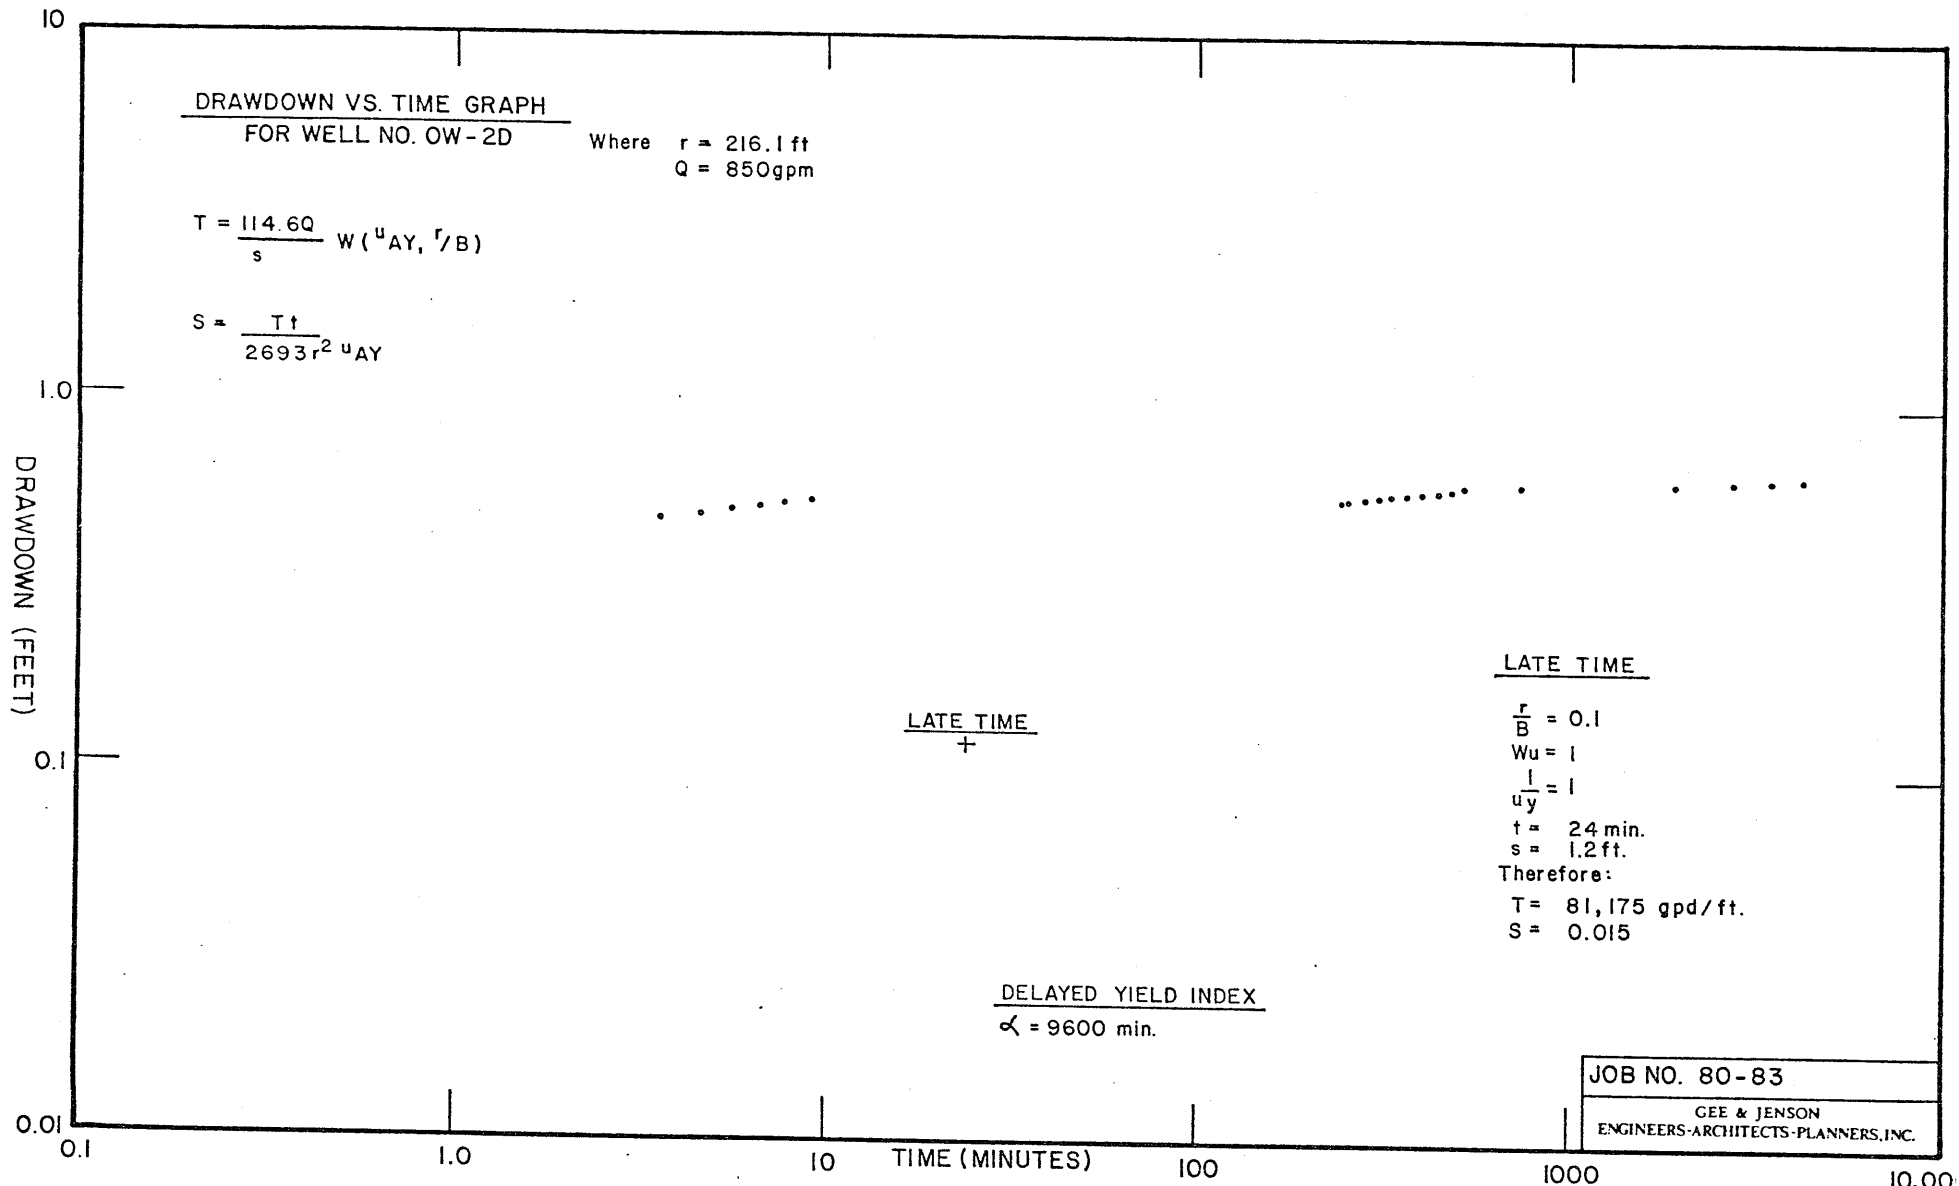 10
DRAWDOWN VS. TIME GRAPH
FOR WELL NO. OW-2D
Where r = 216.1 ft
Q = 850gpm
T = 114.6Q / s W(uAY, r/B)
S = Tt / 2693r² uAY
1.0
DRAWDOWN (FEET)
0.1
LATE TIME
+
LATE TIME
r/B = 0.1
Wu = 1
1/uy = 1
t = 24 min.
s = 1.2 ft.
Therefore:
T = 81,175 gpd/ft.
S = 0.015
DELAYED YIELD INDEX
α = 9600 min.
JOB NO. 80-83
GEE & JENSON
ENGINEERS-ARCHITECTS-PLANNERS, INC.
0.01
0.1
1.0
10
TIME (MINUTES)
100
1000
10,00